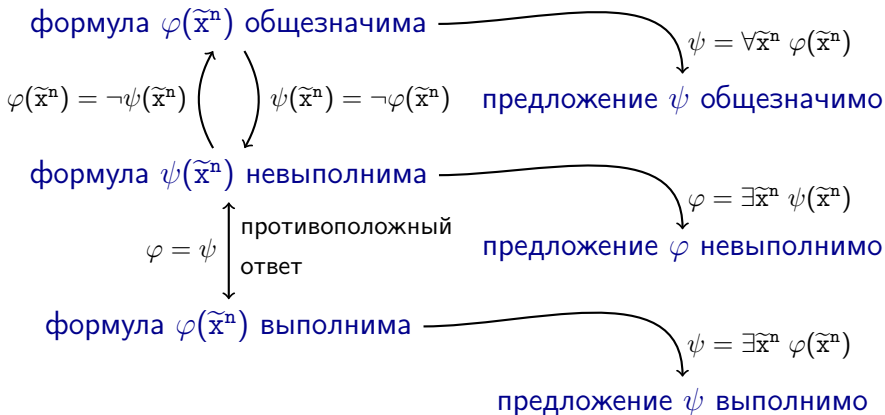 формула φ(x̃ⁿ) общезначима
ψ = ∀x̃ⁿ φ(x̃ⁿ)
φ(x̃ⁿ) = ¬ψ(x̃ⁿ)
ψ(x̃ⁿ) = ¬φ(x̃ⁿ)
предложение ψ общезначимо
формула ψ(x̃ⁿ) невыполнима
φ = ∃x̃ⁿ ψ(x̃ⁿ)
противоположный
φ = ψ
ответ
предложение φ невыполнимо
формула φ(x̃ⁿ) выполнима
ψ = ∃x̃ⁿ φ(x̃ⁿ)
предложение ψ выполнимо